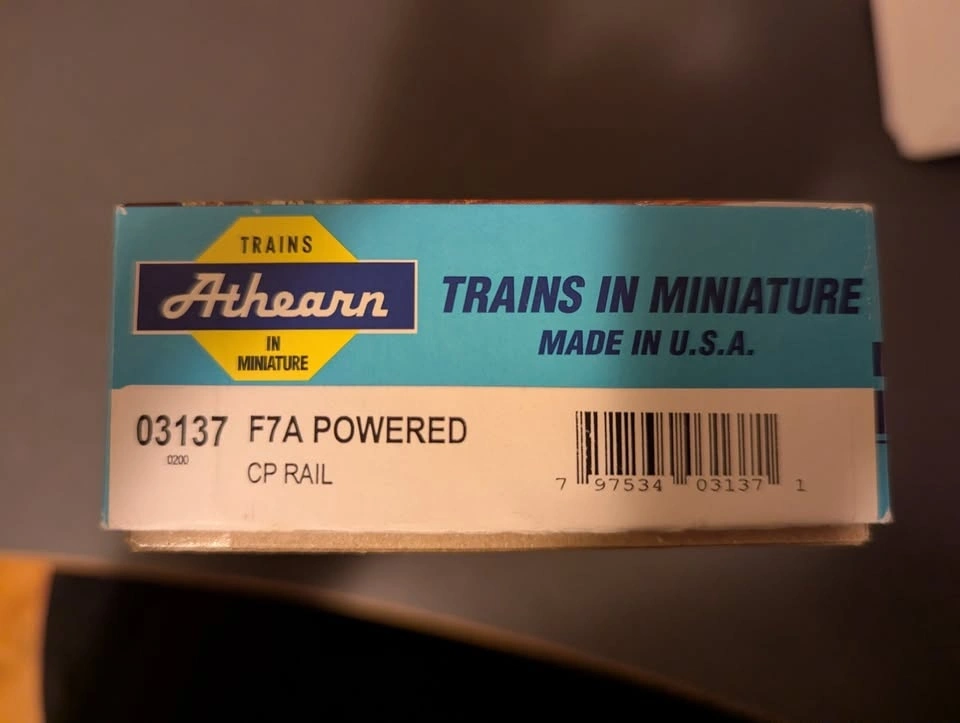 TRAINS
Athearn
IN
MINIATURE
TRAINS IN MINIATURE
MADE IN U.S.A.
03137 F7A POWERED
0200
CP RAIL
7 97534 03137 1